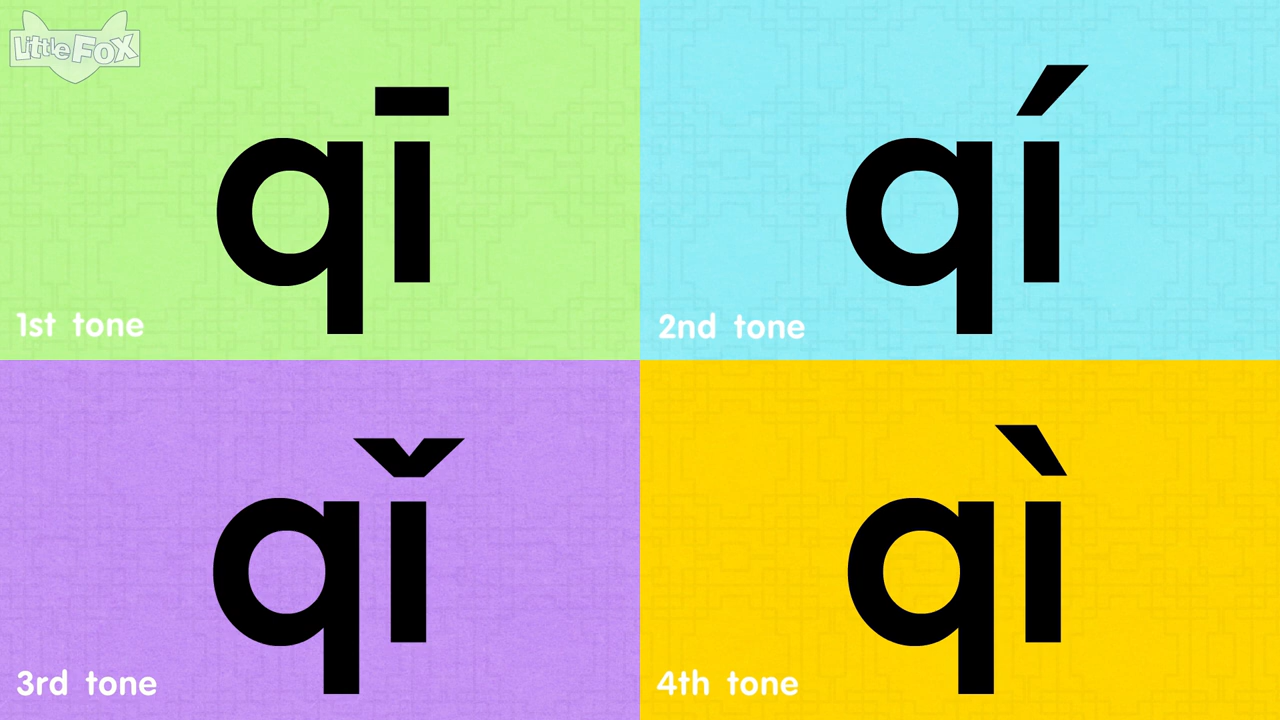 Little Fox
qī
1st tone
qí
2nd tone
qǐ
3rd tone
qì
4th tone